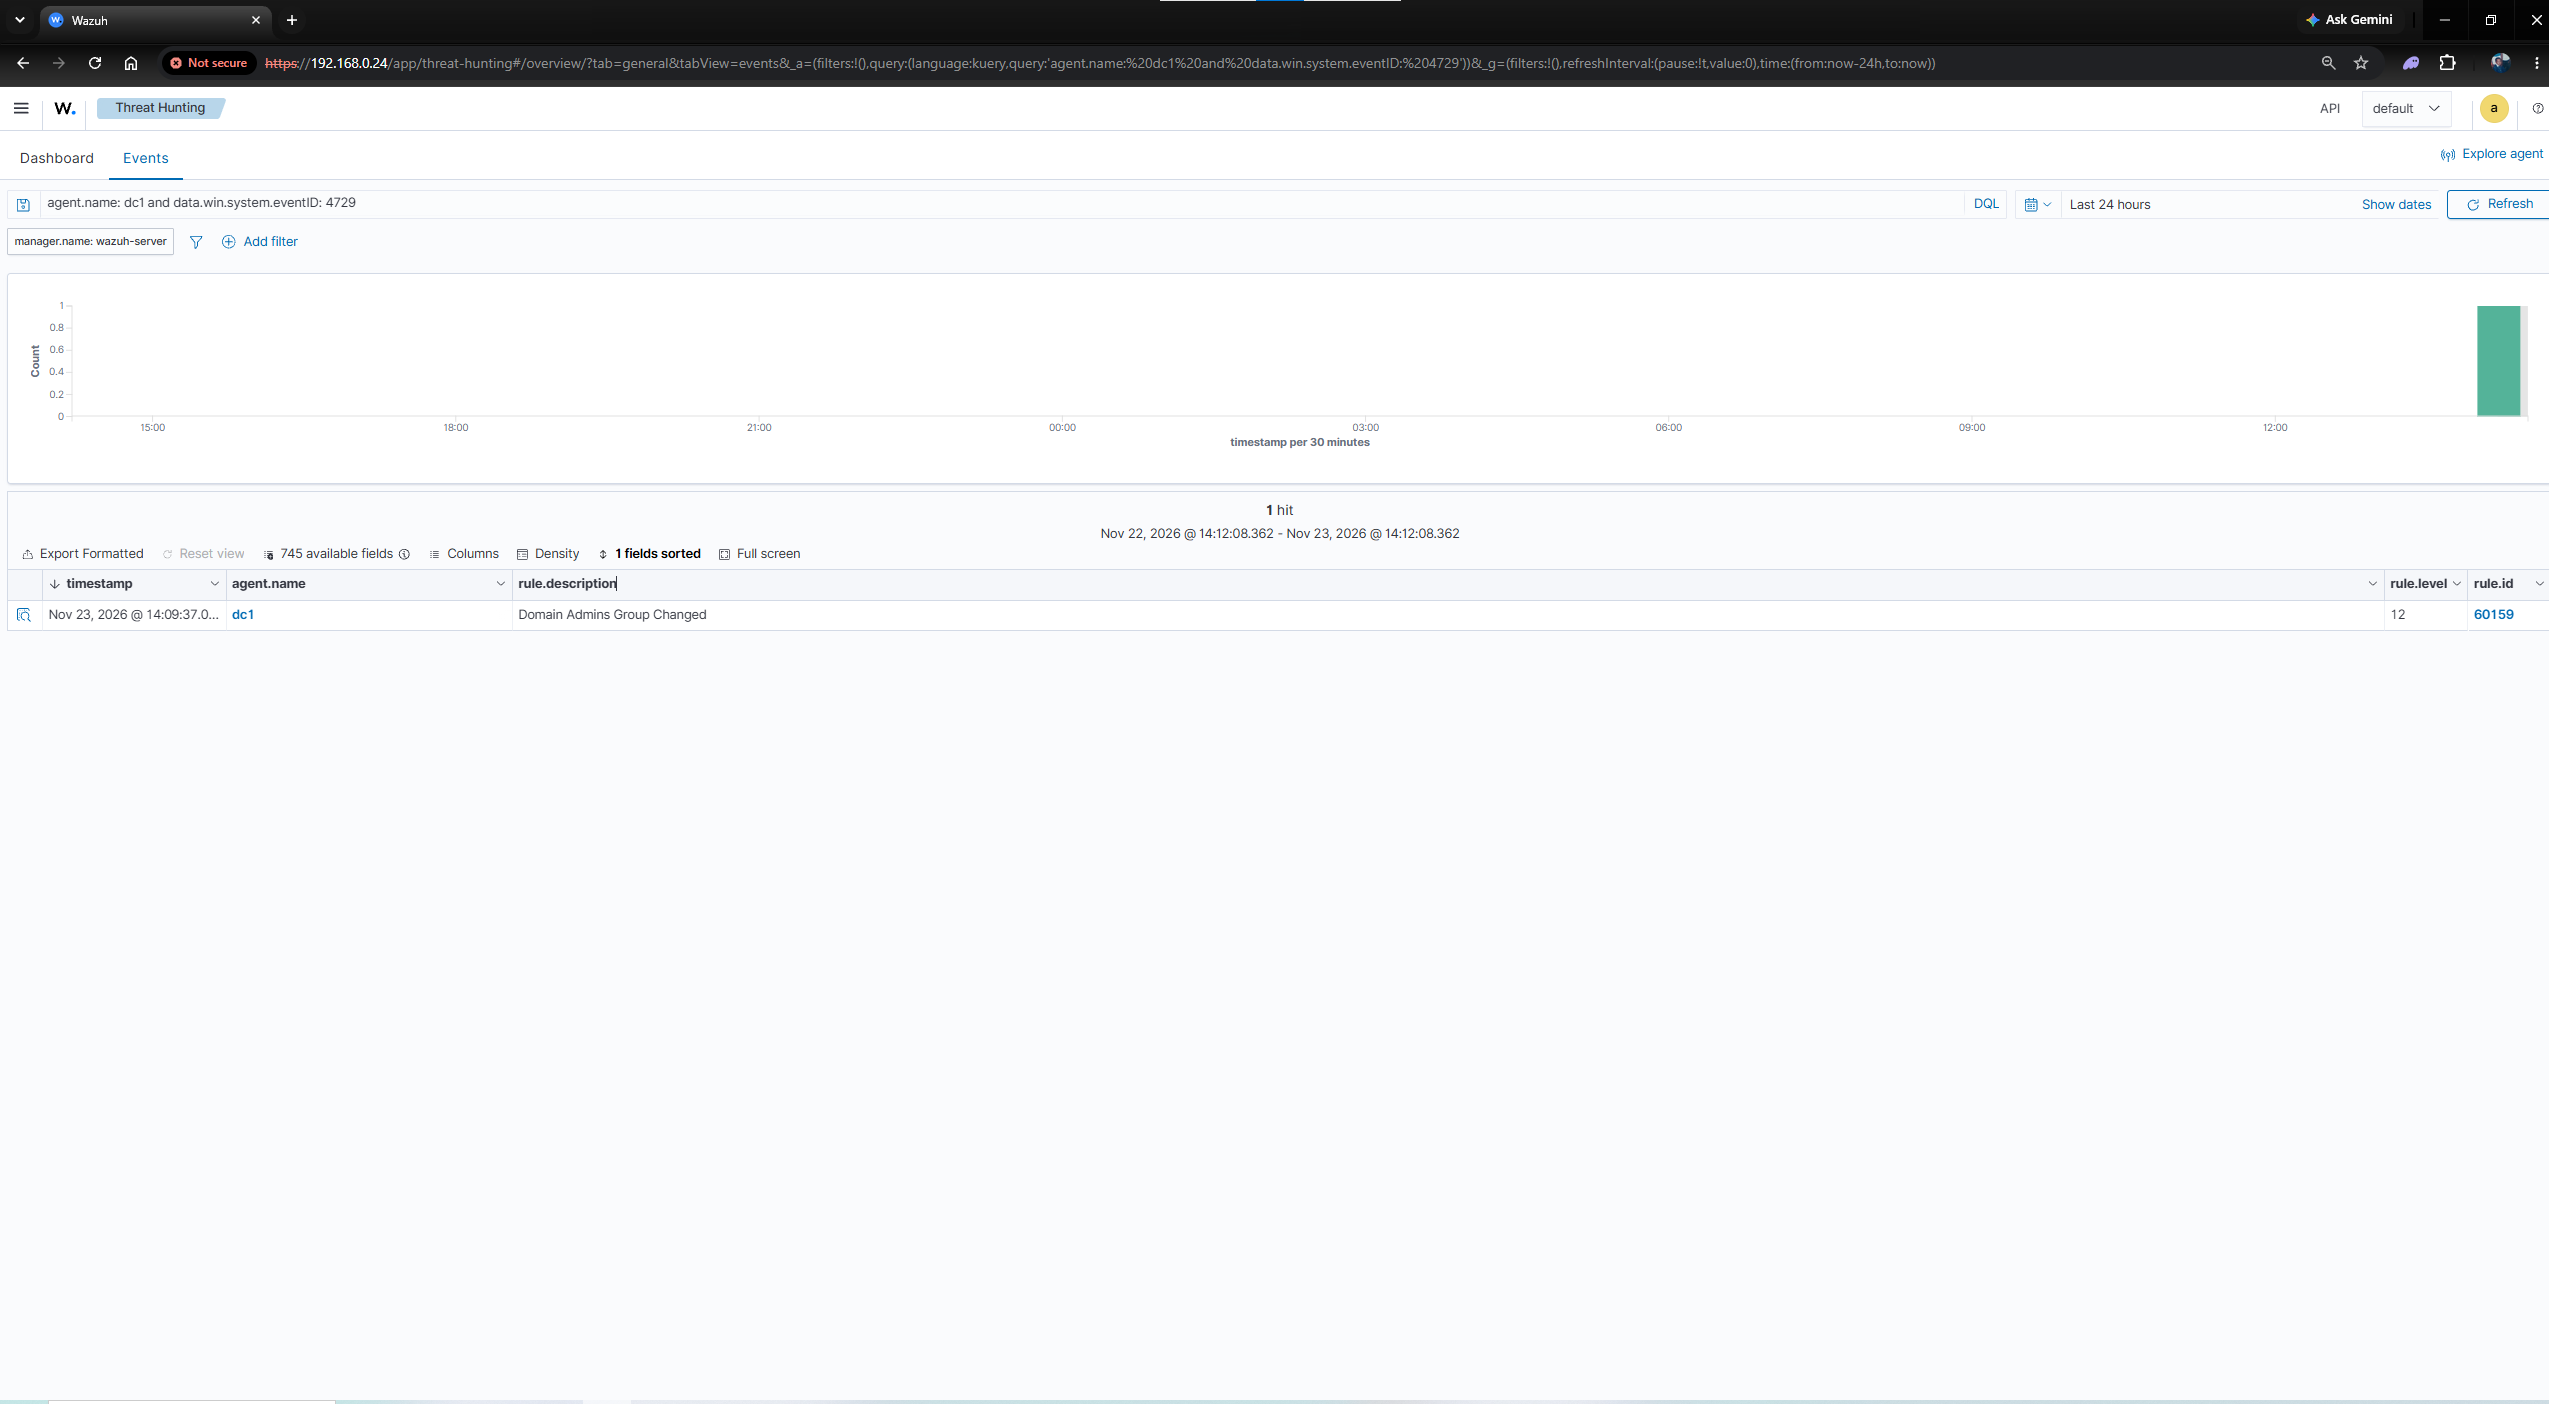 Wazuh
Ask Gemini
Not secure https://192.168.0.24/app/threat-hunting#/overview/?tab=general&tabView=events&_a=(filters:!(),query:(language:kuery,query:'agent.name:%20dc1%20and%20data.win.system.eventID:%204729'))&_g=(filters:!(),refreshInterval:(pause:!t,value:0),time:(from:now-24h,to:now))
W. Threat Hunting API default a
Dashboard Events Explore agent
agent.name: dc1 and data.win.system.eventID: 4729 DQL Last 24 hours Show dates Refresh
manager.name: wazuh-server Add filter
1
0.8
0.6
0.4
0.2
0
Count
15:00 18:00 21:00 00:00 03:00 06:00 09:00 12:00
timestamp per 30 minutes
1 hit
Nov 22, 2026 @ 14:12:08.362 - Nov 23, 2026 @ 14:12:08.362
Export Formatted Reset view 745 available fields Columns Density 1 fields sorted Full screen
timestamp agent.name rule.description rule.level rule.id
Nov 23, 2026 @ 14:09:37.0... dc1 Domain Admins Group Changed 12 60159